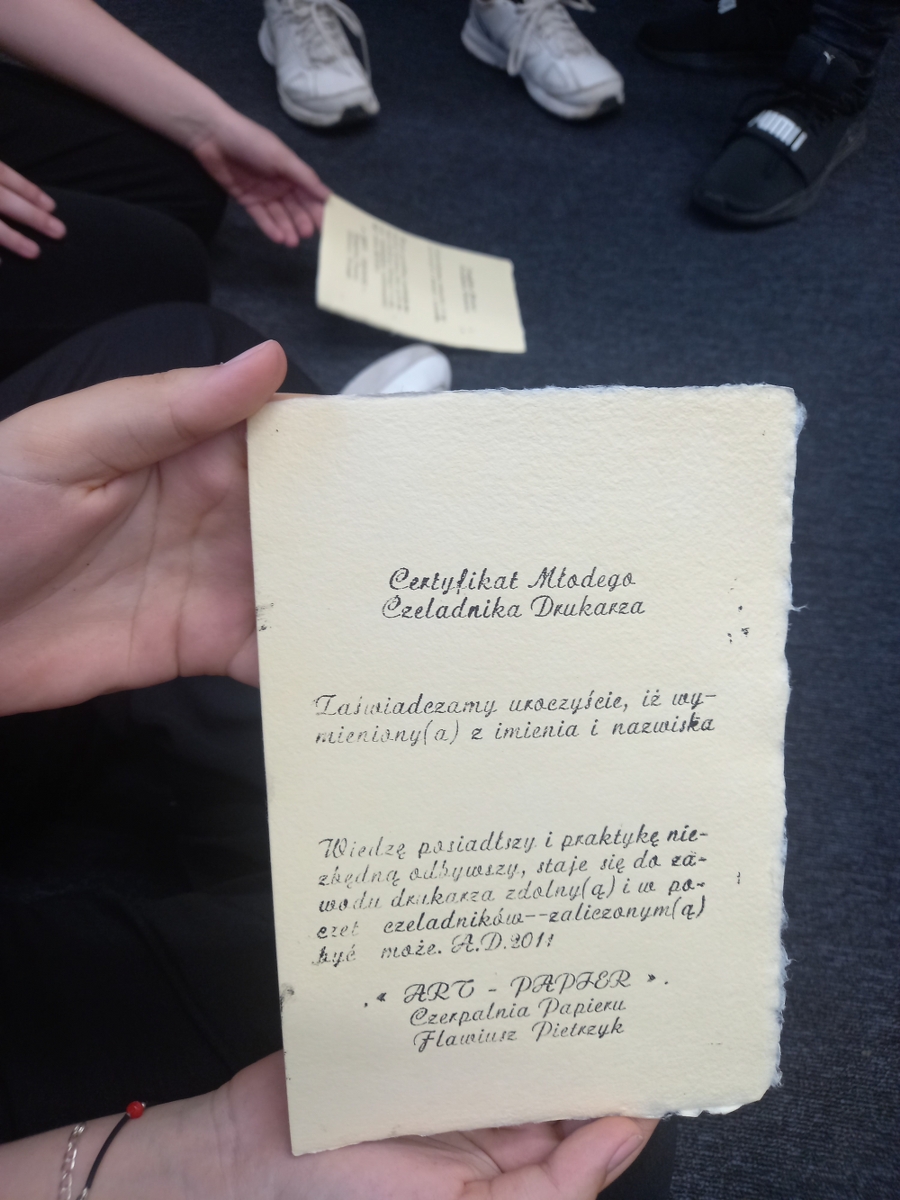 PUMA
Certyfikat Młodego
Czeladnika Drukarza
Zaświadczamy uroczyście, iż wy-
mieniony(a) z imienia i nazwiska
Wiedzę posiadłszy i praktykę nie-
zbędną odbywszy, staje się do za-
wodu drukarza zdolny(ą) i w po-
czet czeladników--zaliczonym(ą)
być może. A.D.2011
.« ART - PAPIER ».
Czerpalnia Papieru
Flawiusz Pietrzyk